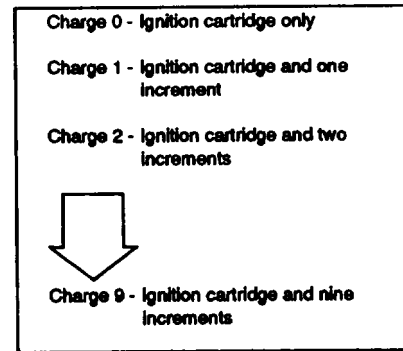 Charge 0 - Ignition cartridge only
Charge 1 - Ignition cartridge and one
increment
Charge 2 - Ignition cartridge and two
increments
Charge 9 - Ignition cartridge and nine
increments